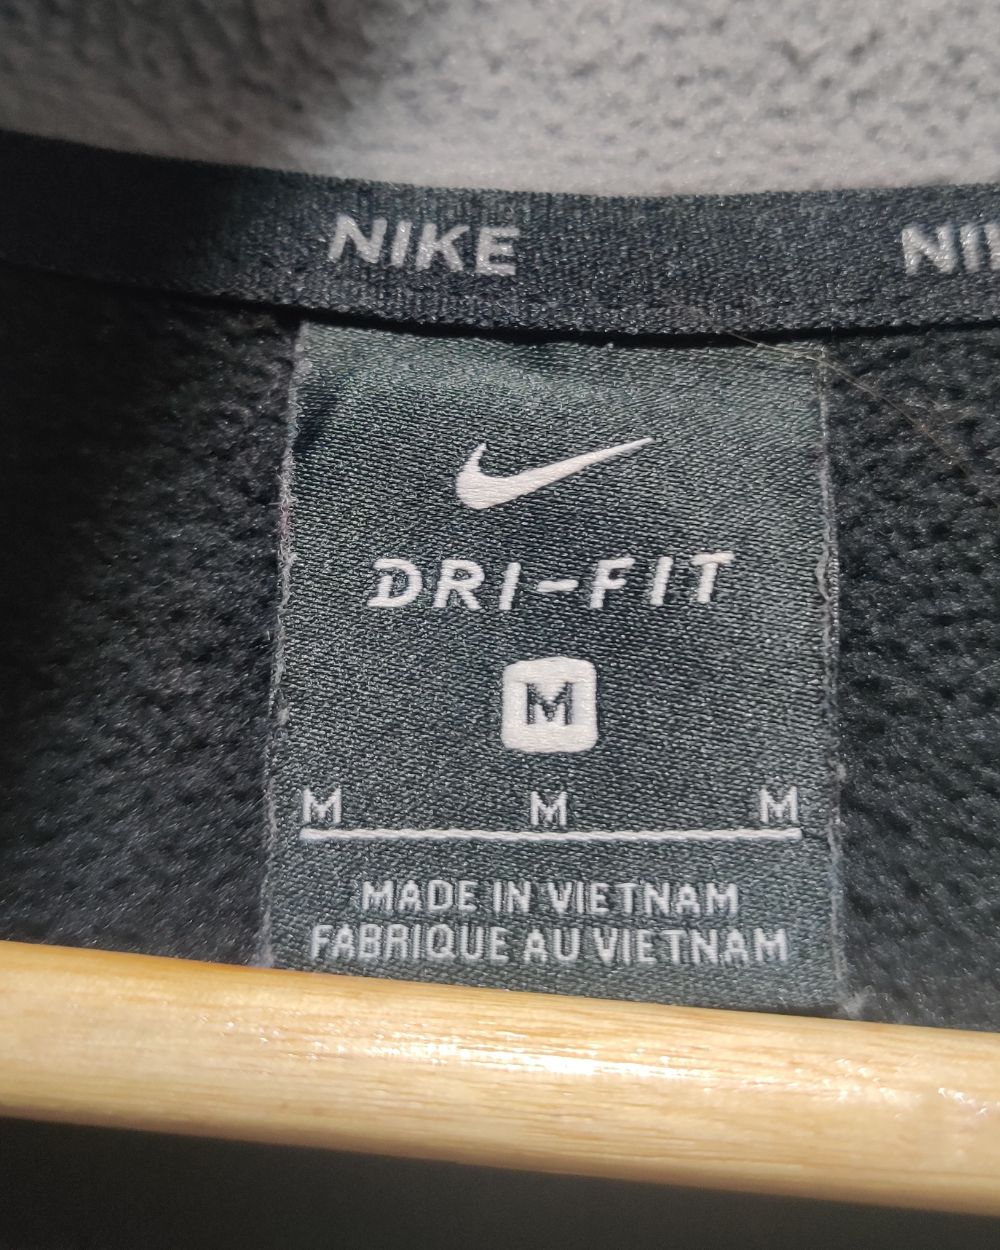 NIKE NI
DRI-FIT
M
M M M
MADE IN VIETNAM
FABRIQUE AU VIETNAM